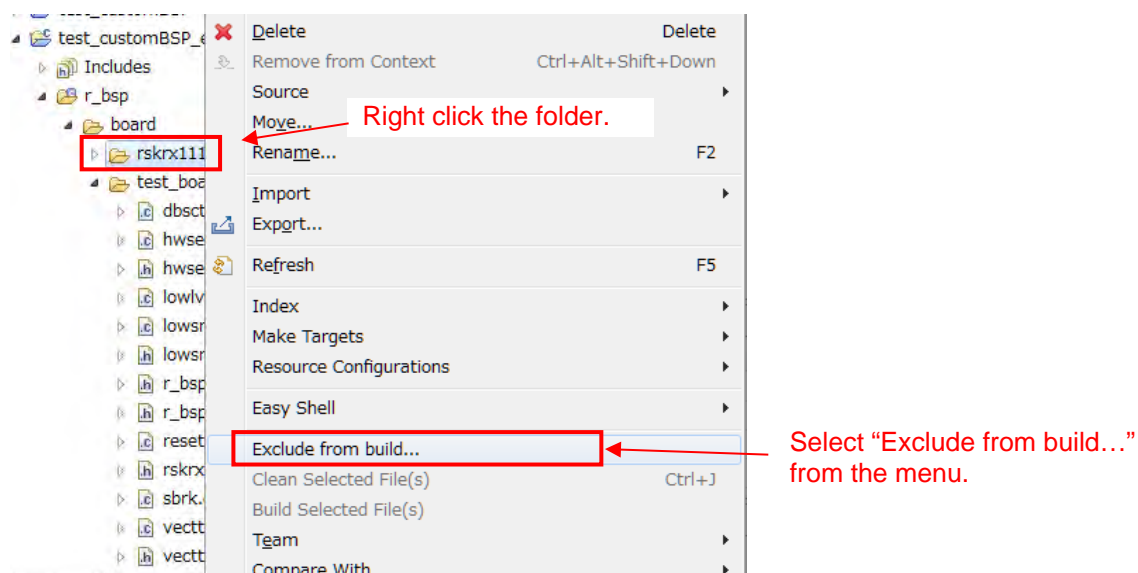 test_customBSP_e
Includes
r_bsp
board
rskrx111
test_boa
dbsct
hwse
hwse
lowlv
lowsr
lowsr
r_bsp
r_bsp
reset
rskrx
sbrk.
vectt
vectt
Delete Delete
Remove from Context Ctrl+Alt+Shift+Down
Source
Move...
Rename... F2
Import
Export...
Refresh F5
Index
Make Targets
Resource Configurations
Easy Shell
Exclude from build...
Clean Selected File(s) Ctrl+J
Build Selected File(s)
Team
Compare With
Right click the folder.
Select “Exclude from build…”
from the menu.